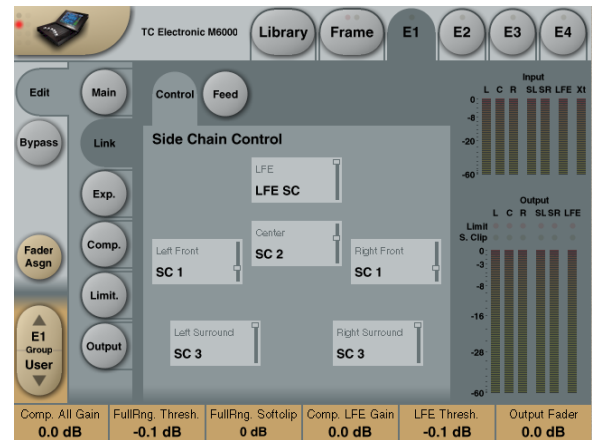 TC Electronic M6000
Library
Frame
E1
E2
E3
E4
Edit
Main
Control
Feed
Bypass
Link
Side Chain Control
Exp.
LFE
LFE SC
Center
SC 2
Fader
Asgn
Comp.
Left Front
SC 1
Right Front
SC 1
Limit.
E1
Group
User
Output
Left Surround
SC 3
Right Surround
SC 3
Input
L C R SL SR LFE Xt
0
-6
-20
-60
Output
L C R SL SR LFE
Limit
S. Clip
0
-3
-8
-16
-28
-60
Comp. All Gain FullRng. Thresh. FullRng. Softclip Comp. LFE Gain LFE Thresh. Output Fader
0.0 dB -0.1 dB 0 dB 0.0 dB -0.1 dB 0.0 dB